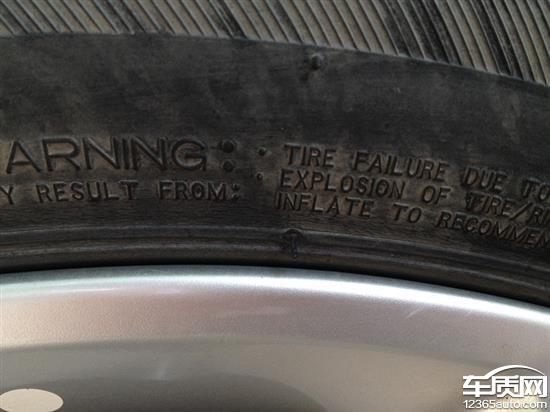 ARNING:
Y RESULT FROM:
TIRE FAILURE DUE TO
EXPLOSION OF TIRE/R
INFLATE TO RECOMMEN
车质网
12365auto.com